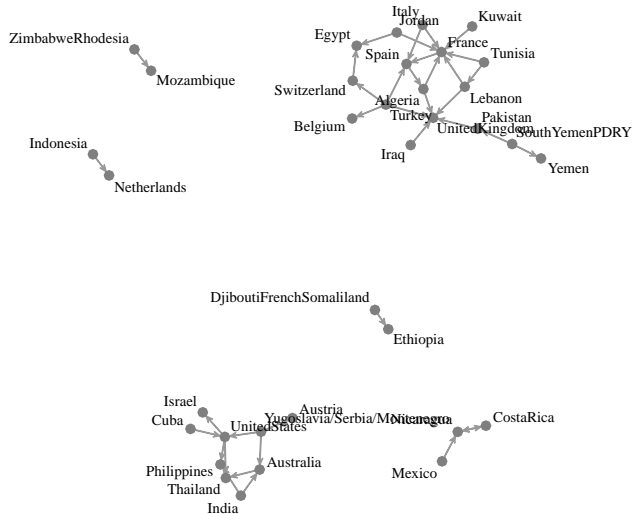 Italy
Jordan
Kuwait
Egypt
France
ZimbabweRhodesia
Spain
Tunisia
Mozambique
Switzerland
Algeria
Lebanon
Turkey
Pakistan
Belgium
UnitedKingdom
SouthYemenPDRY
Indonesia
Iraq
Yemen
Netherlands
DjiboutiFrenchSomaliland
Ethiopia
Israel
Austria
Cuba
Yugoslavia/Serbia/Montenegro
Nicaragua
CostaRica
UnitedStates
Philippines
Australia
Mexico
Thailand
India